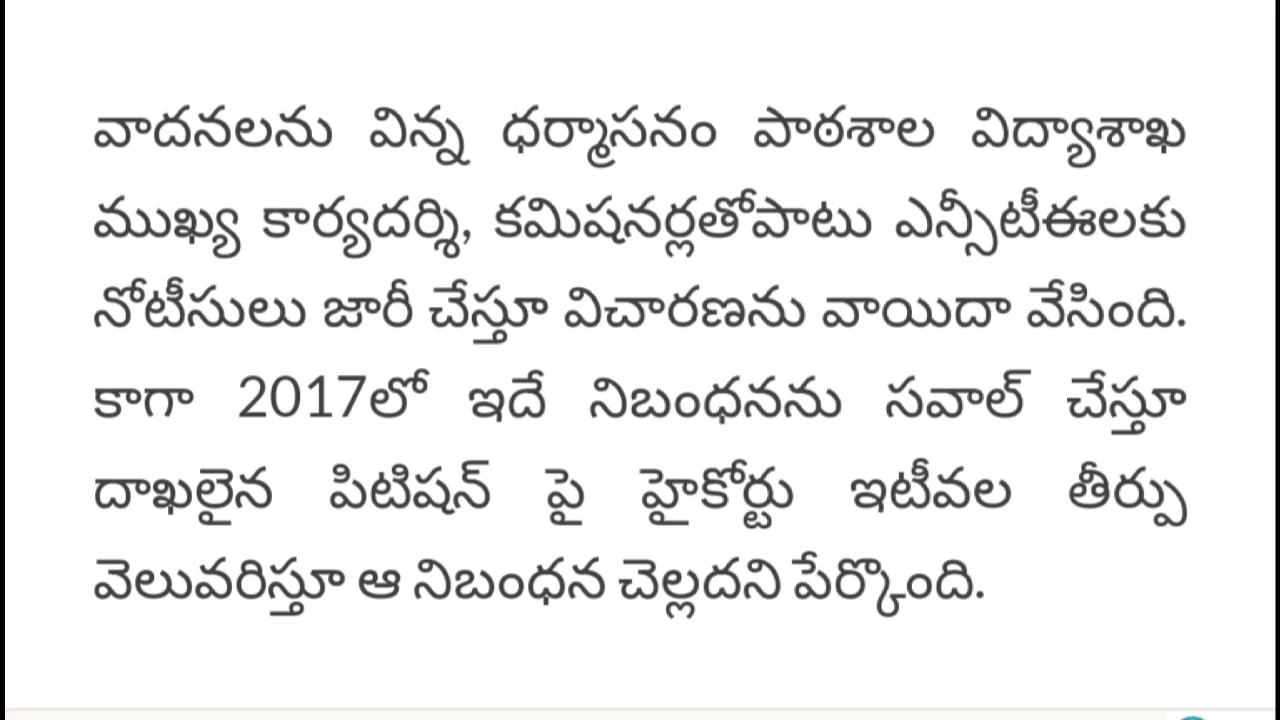 వాదనలను విన్న ధర్మాసనం పాఠశాల విద్యాశాఖ
ముఖ్య కార్యదర్శి, కమిషనర్లతోపాటు ఎన్సీటీఈలకు
నోటీసులు జారీ చేస్తూ విచారణను వాయిదా వేసింది.
కాగా 2017లో ఇదే నిబంధనను సవాల్ చేస్తూ
దాఖలైన పిటిషన్ పై హైకోర్టు ఇటీవల తీర్పు
వెలువరిస్తూ ఆ నిబంధన చెల్లదని పేర్కొంది.